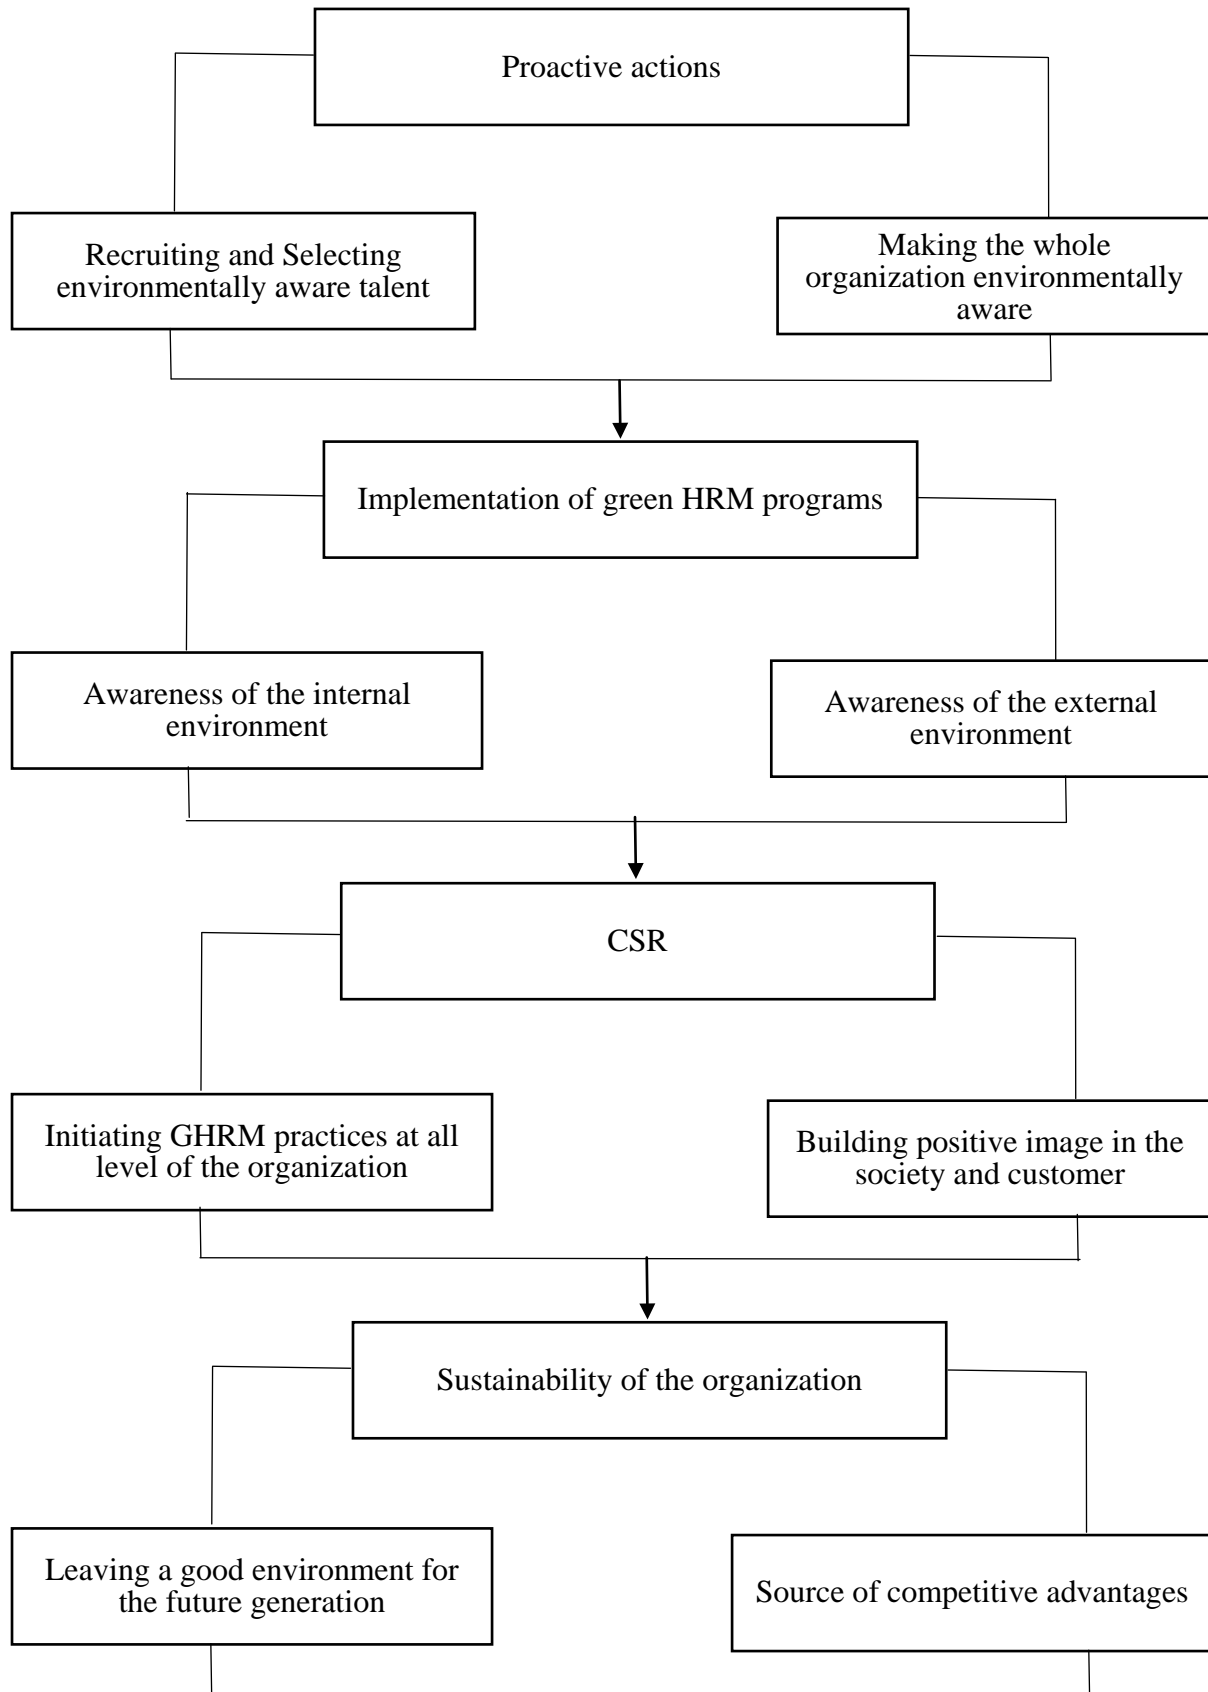 Proactive actions
Recruiting and Selecting
environmentally aware talent
Making the whole
organization environmentally
aware
Implementation of green HRM programs
Awareness of the internal
environment
Awareness of the external
environment
CSR
Initiating GHRM practices at all
level of the organization
Building positive image in the
society and customer
Sustainability of the organization
Leaving a good environment for
the future generation
Source of competitive advantages